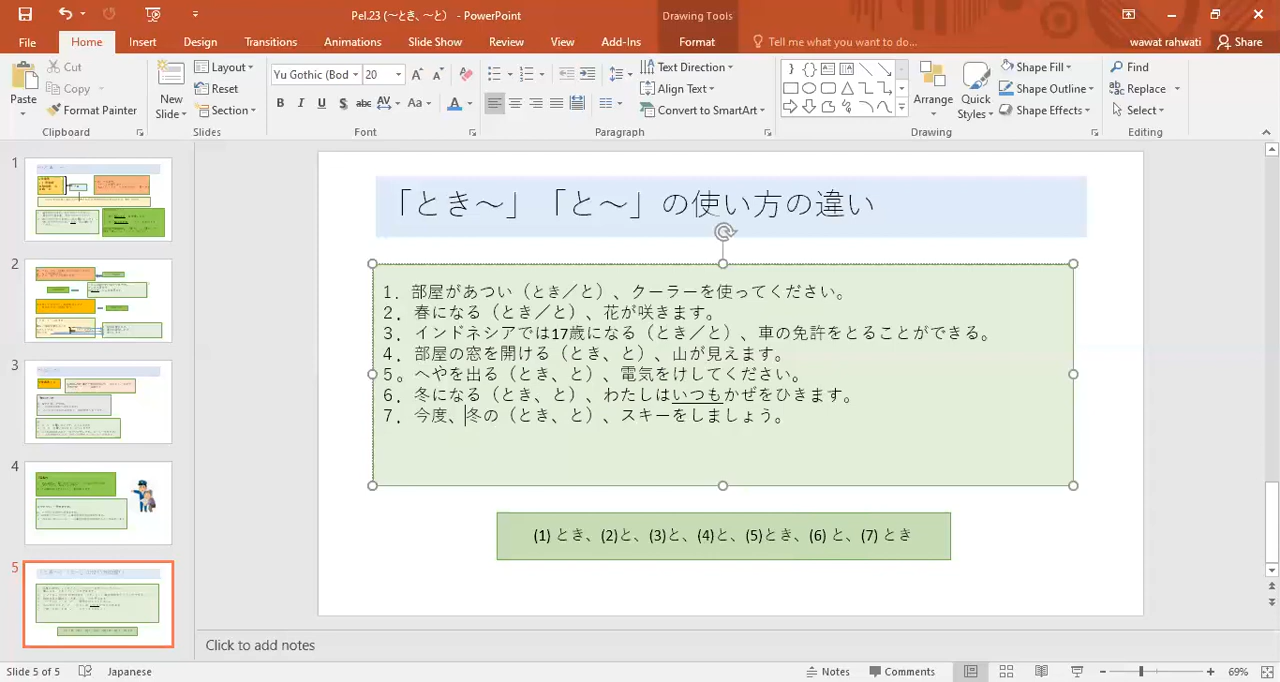 Pel.23 (～とき、～と) - PowerPoint
Drawing Tools
File
Home
Insert
Design
Transitions
Animations
Slide Show
Review
View
Add-Ins
Format
Tell me what you want to do...
wawat rahwati
Share
Paste
Cut
Copy
Format Painter
Clipboard
New Slide
Layout
Reset
Section
Slides
Yu Gothic (Bod
20
B I U S abc AV Aa A
Font
Text Direction
Align Text
Convert to SmartArt
Paragraph
Arrange
Quick Styles
Shape Fill
Shape Outline
Shape Effects
Drawing
Find
Replace
Select
Editing
1
2
3
4
5
「とき～」「と～」の使い方の違い
1．部屋があつい（とき／と）、クーラーを使ってください。
2．春になる（とき／と）、花が咲きます。
3．インドネシアでは17歳になる（とき／と）、車の免許をとることができる。
4．部屋の窓を開ける（とき、と）、山が見えます。
5。へやを出る（とき、と）、電気をけしてください。
6．冬になる（とき、と）、わたしはいつもかぜをひきます。
7．今度、冬の（とき、と）、スキーをしましょう。
(1) とき、(2)と、(3)と、(4)と、(5)とき、(6) と、(7) とき
Click to add notes
Slide 5 of 5
Japanese
Notes
Comments
69%